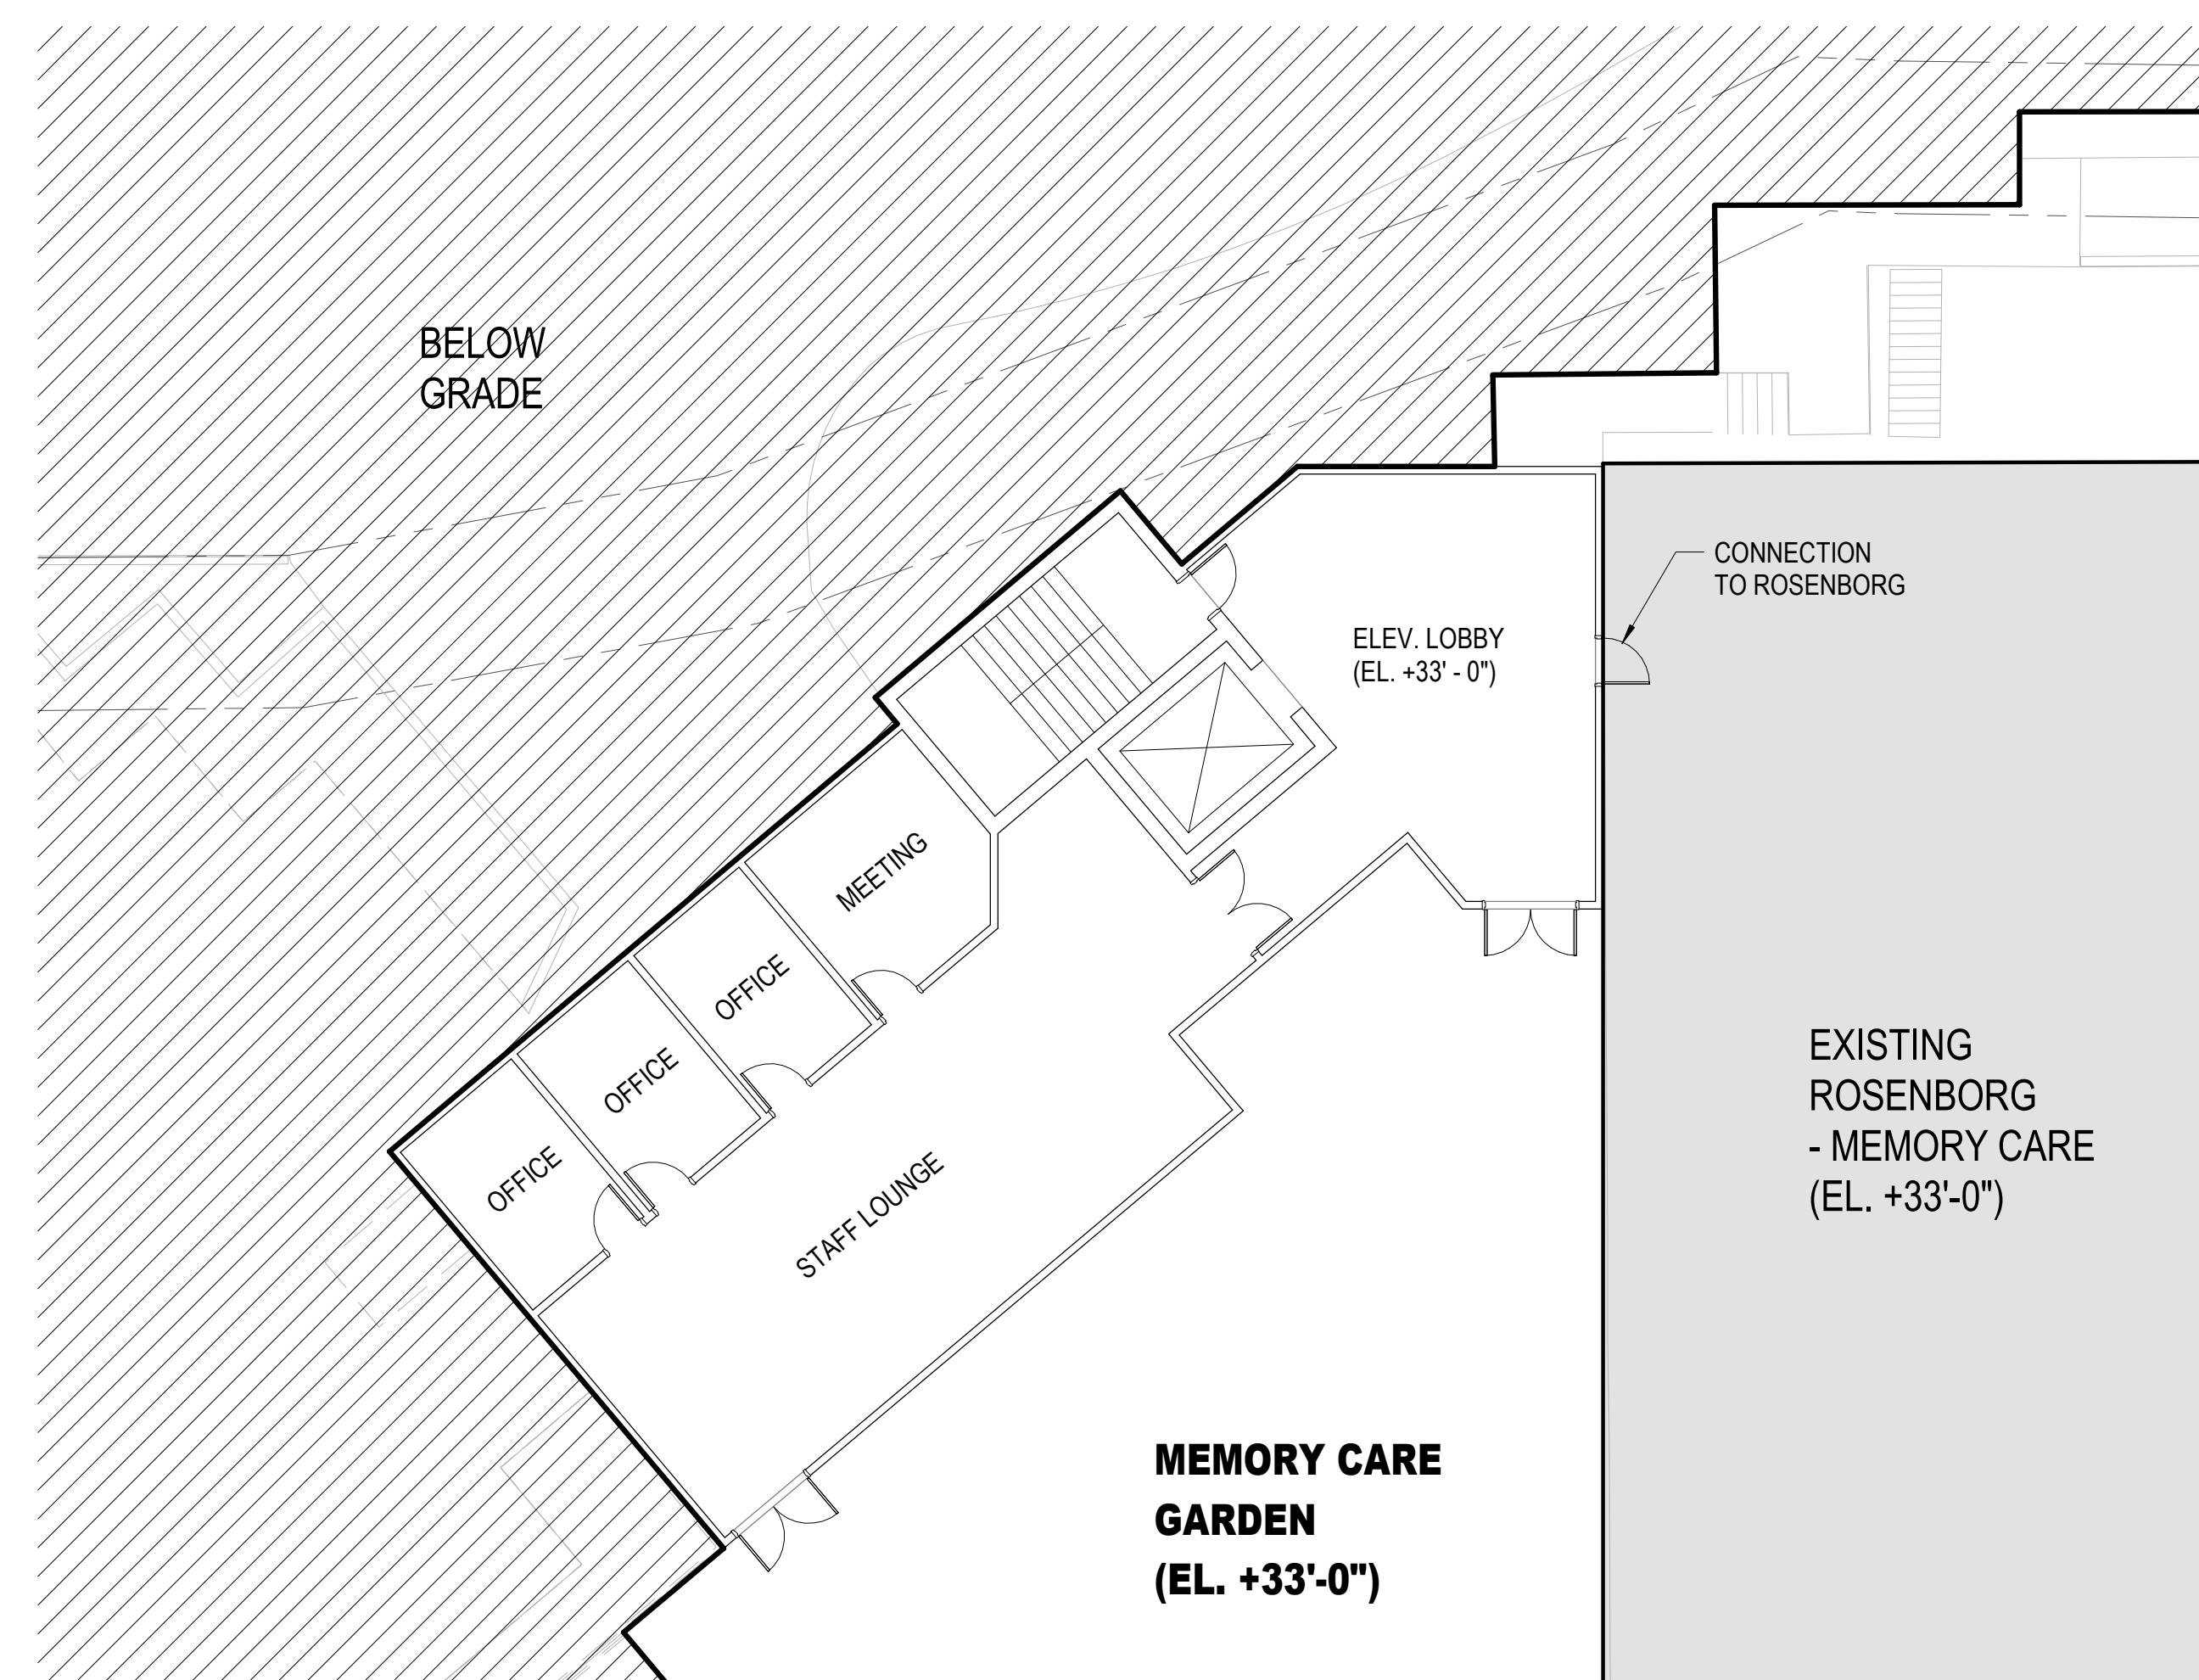 BELOW
GRADE
CONNECTION
TO ROSENBORG
ELEV. LOBBY
(EL. +33' - 0")
MEETING
OFFICE
OFFICE
OFFICE
STAFF LOUNGE
EXISTING
ROSENBORG
- MEMORY CARE
(EL. +33'-0")
MEMORY CARE
GARDEN
(EL. +33'-0")